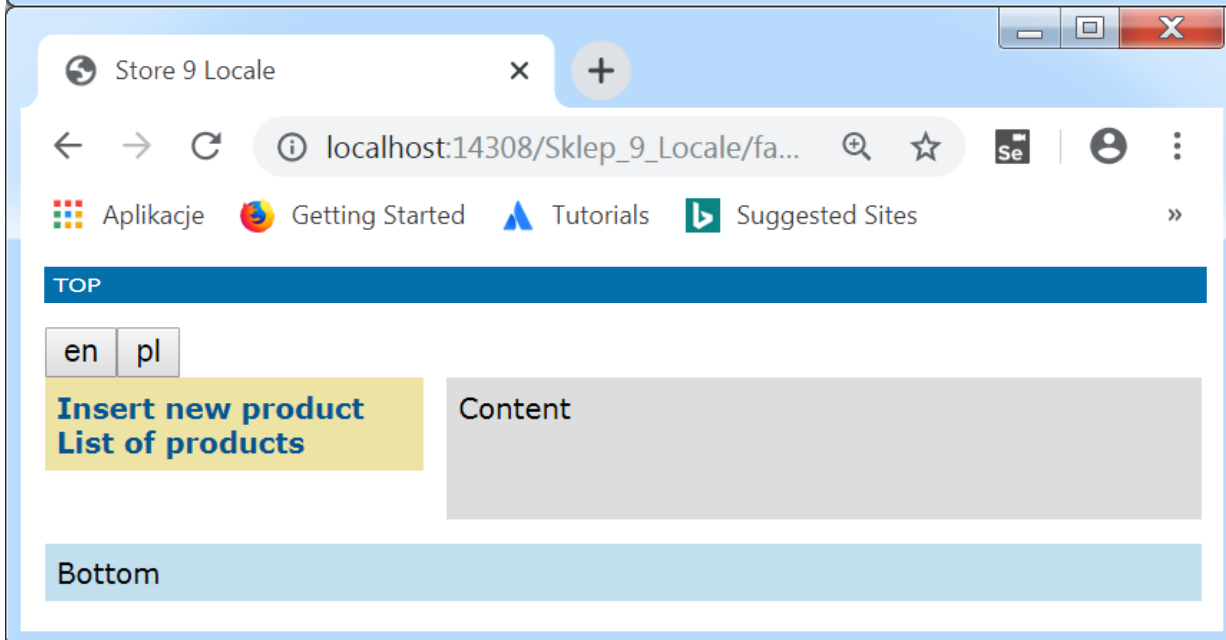 Store 9 Locale
localhost:14308/Sklep_9_Locale/fa...
Se
Aplikacje Getting Started Tutorials Suggested Sites »
TOP
en pl
Insert new product
List of products
Content
Bottom